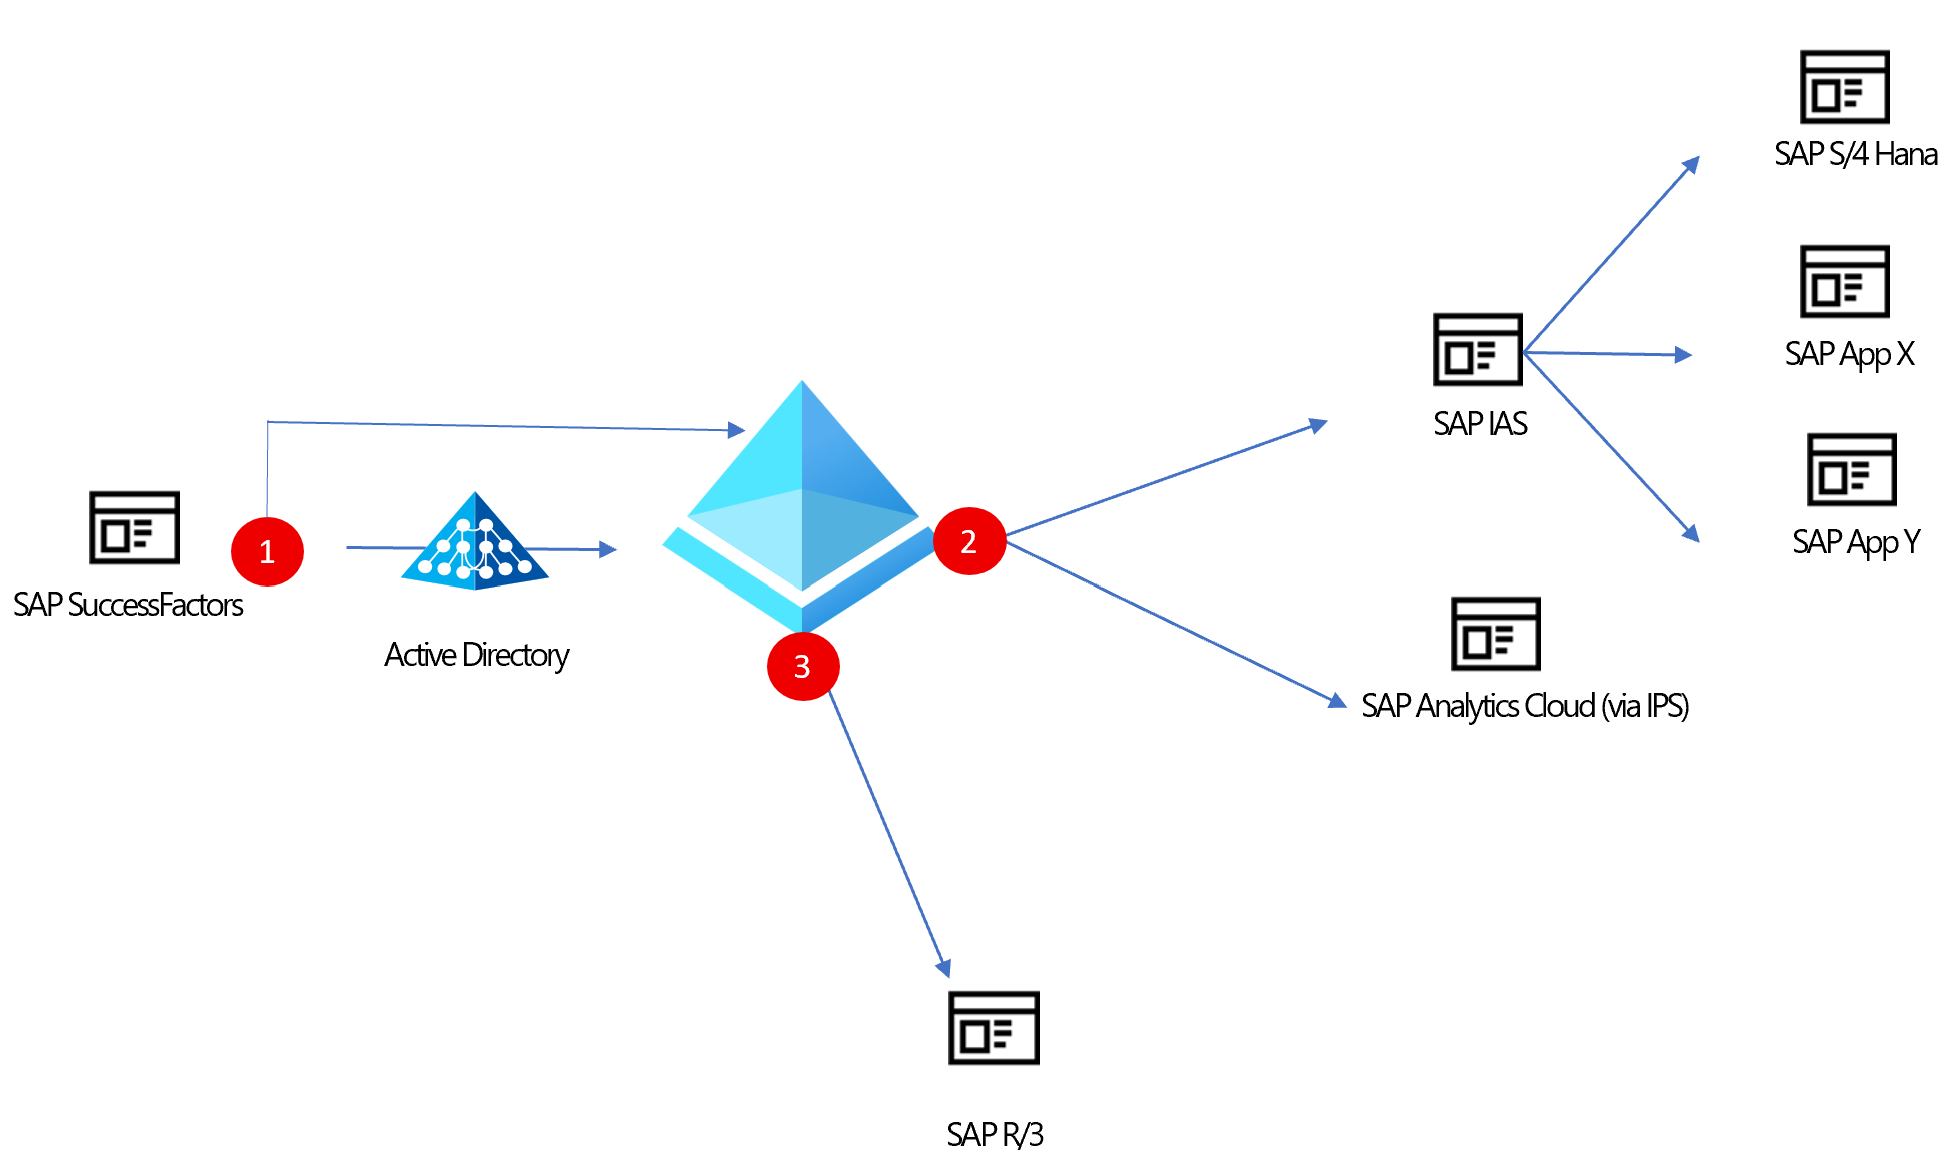 SAP S/4 Hana
SAP App X
SAP IAS
SAP App Y
1
2
SAP SuccessFactors
Active Directory
3
SAP Analytics Cloud (via IPS)
SAP R/3